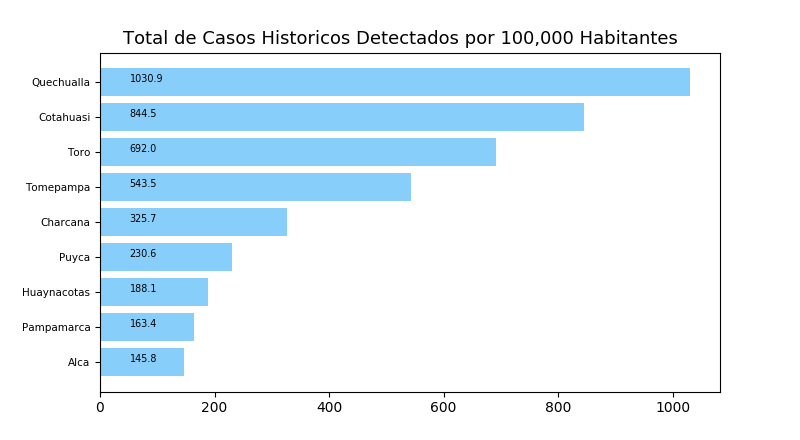 Total de Casos Historicos Detectados por 100,000 Habitantes
Quechualla 1030.9
Cotahuasi 844.5
Toro 692.0
Tomepampa 543.5
Charcana 325.7
Puyca 230.6
Huaynacotas 188.1
Pampamarca 163.4
Alca 145.8
0 200 400 600 800 1000